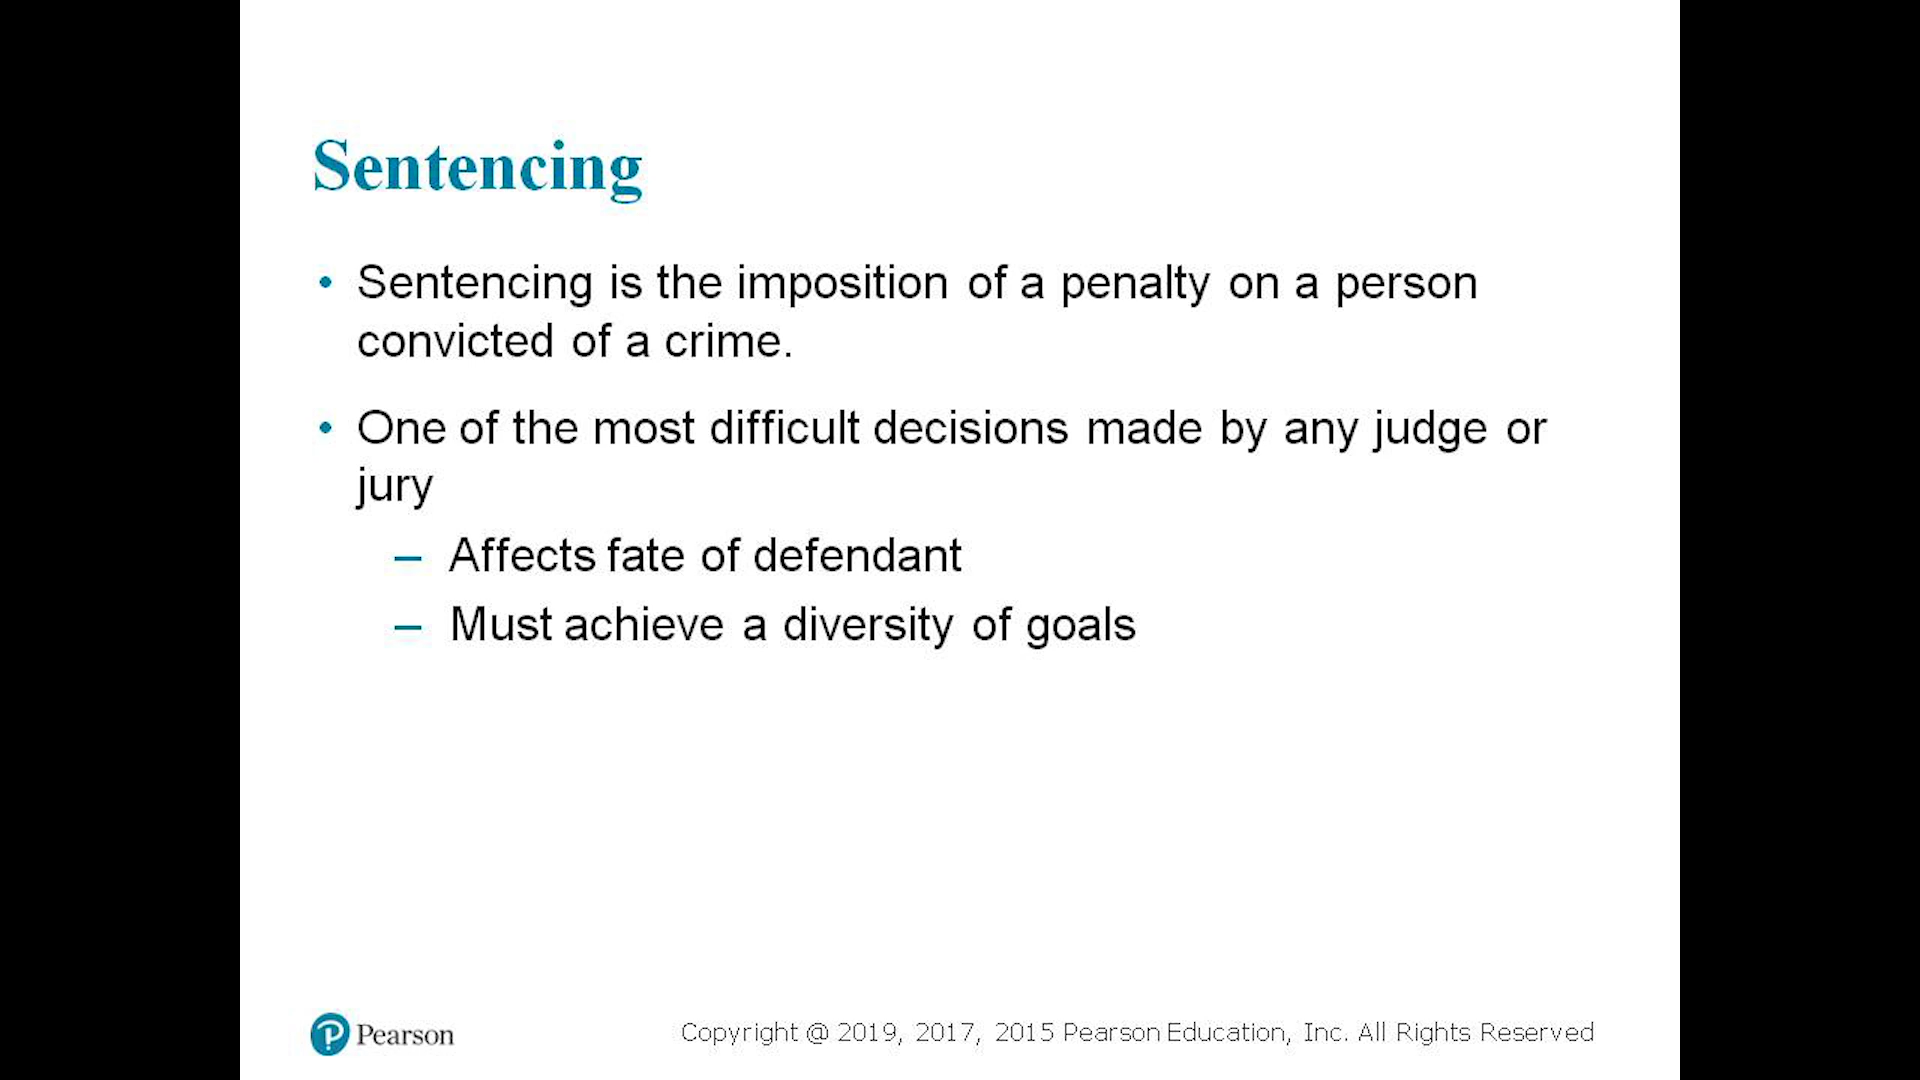 Sentencing
• Sentencing is the imposition of a penalty on a person
convicted of a crime.
• One of the most difficult decisions made by any judge or
jury
– Affects fate of defendant
– Must achieve a diversity of goals
Pearson
Copyright @ 2019, 2017, 2015 Pearson Education, Inc. All Rights Reserved